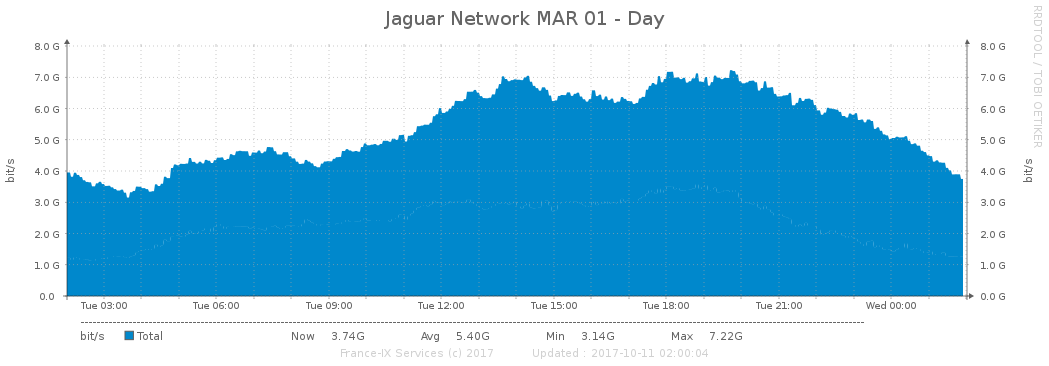 Jaguar Network MAR 01 - Day
RRDTOOL / TOBI OETIKER
8.0 G 8.0 G
7.0 G 7.0 G
6.0 G 6.0 G
5.0 G 5.0 G
4.0 G 4.0 G
3.0 G 3.0 G
2.0 G 2.0 G
1.0 G 1.0 G
0.0 0.0 G
bit/s bit/s
Tue 03:00 Tue 06:00 Tue 09:00 Tue 12:00 Tue 15:00 Tue 18:00 Tue 21:00 Wed 00:00
bit/s Total Now 3.74G Avg 5.40G Min 3.14G Max 7.22G
France-IX Services (c) 2017 Updated : 2017-10-11 02:00:04